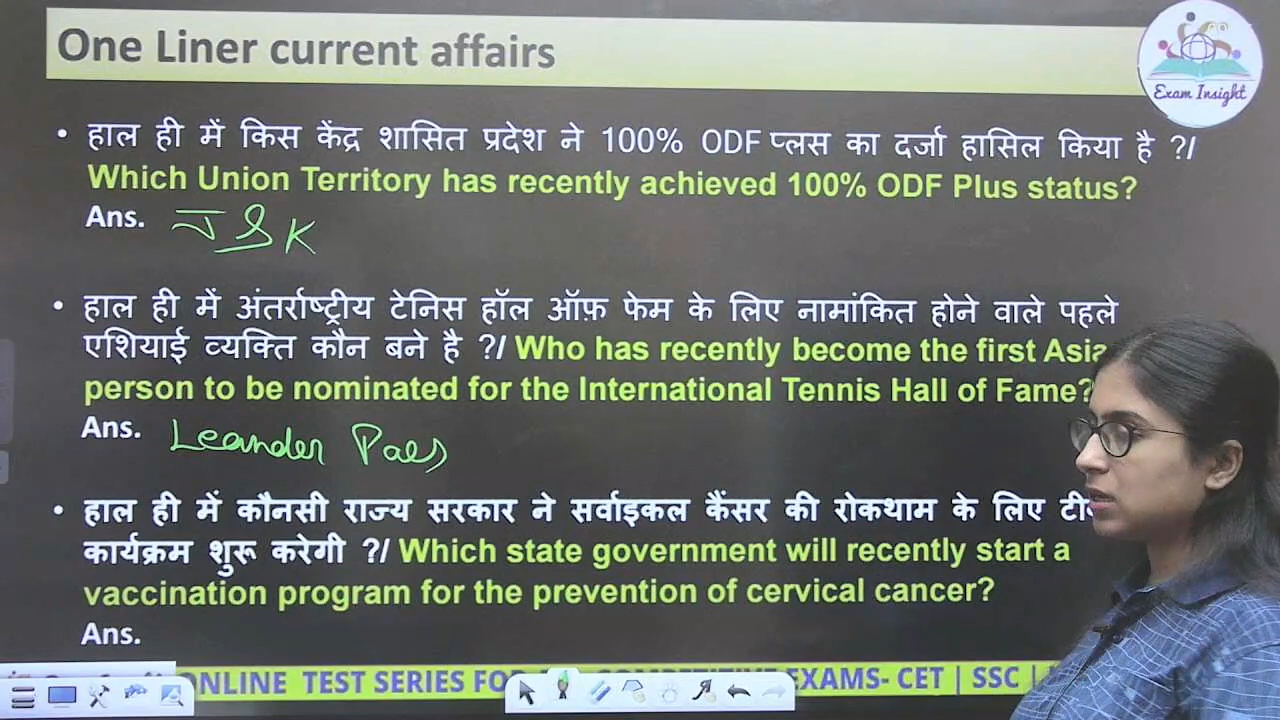 One Liner current affairs
Exam Insight
• हाल ही में किस केंद्र शासित प्रदेश ने 100% ODF प्लस का दर्जा हासिल किया है ?/
Which Union Territory has recently achieved 100% ODF Plus status?
Ans. J&K
• हाल ही में अंतर्राष्ट्रीय टेनिस हॉल ऑफ़ फेम के लिए नामांकित होने वाले पहले
एशियाई व्यक्ति कौन बने है ?/ Who has recently become the first
person to be nominated for the International Tennis Hall of Fame?
Ans. Leander Paes
• हाल ही में कौनसी राज्य सरकार ने सर्वाइकल कैंसर की रोकथाम के लिए
कार्यक्रम शुरू करेगी ?/ Which state government will recently start a
vaccination program for the prevention of cervical cancer?
Ans.
ONLINE TEST SERIES EXAMS- CET | SSC |